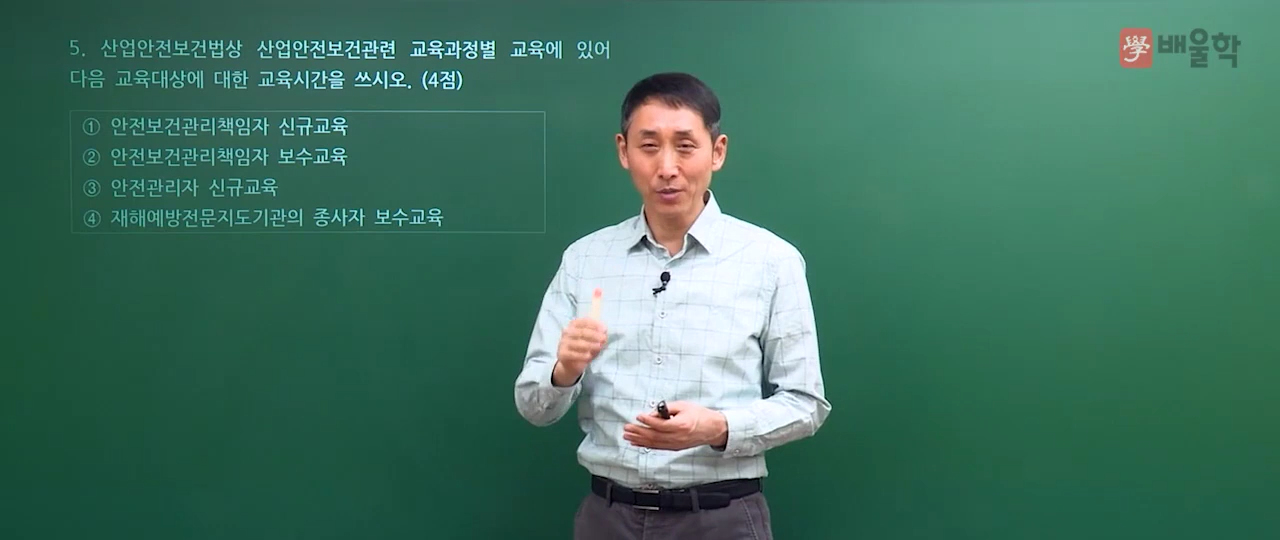 5. 산업안전보건법상 산업안전보건관련 교육과정별 교육에 있어
다음 교육대상에 대한 교육시간을 쓰시오. (4점)
① 안전보건관리책임자 신규교육
② 안전보건관리책임자 보수교육
③ 안전관리자 신규교육
④ 재해예방전문지도기관의 종사자 보수교육
學 배울학